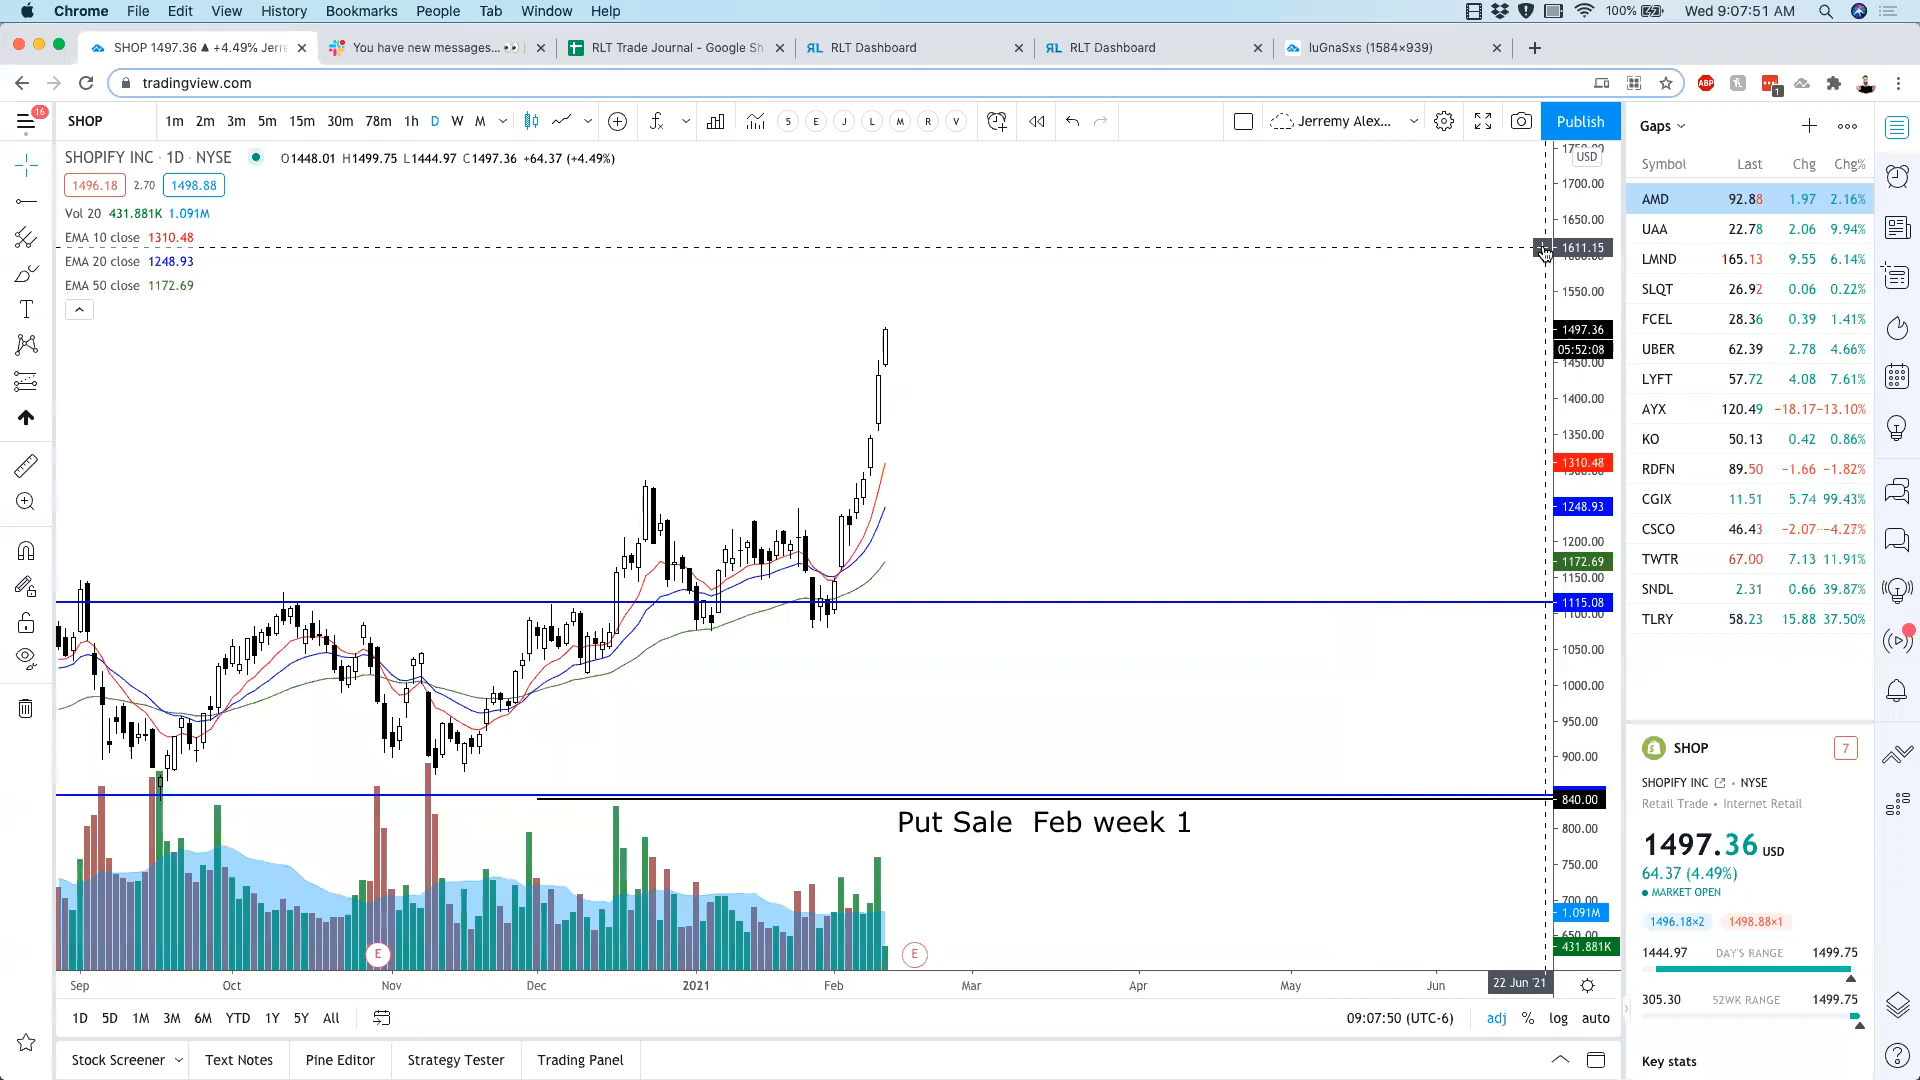 Chrome File Edit View History Bookmarks People Tab Window Help 100% Wed 9:07:51 AM
SHOP 1497.36 ▲ +4.49% Jerre
You have new messages...
RLT Trade Journal - Google Sh
RLT Dashboard
RLT Dashboard
luGnaSxs (1584×939)
tradingview.com ABP 1
16 SHOP 1m 2m 3m 5m 15m 30m 78m 1h D W M S E J L M R V Jerremy Alex... Publish
SHOPIFY INC · 1D · NYSE O1448.01 H1499.75 L1444.97 C1497.36 +64.37 (+4.49%)
1496.18 2.70 1498.88
Vol 20 431.881K 1.091M
EMA 10 close 1310.48
EMA 20 close 1248.93
EMA 50 close 1172.69
USD
1700.00
1650.00
1611.15
1550.00
1497.36
05:52:08
1450.00
1400.00
1350.00
1310.48
1248.93
1200.00
1172.69
1150.00
1115.08
1050.00
1000.00
950.00
900.00
840.00
800.00
750.00
700.00
1.091M
431.881K
Put Sale Feb week 1
E E
Sep Oct Nov Dec 2021 Feb Mar Apr May Jun 22 Jun '21
1D 5D 1M 3M 6M YTD 1Y 5Y All 09:07:50 (UTC-6) adj % log auto
Stock Screener Text Notes Pine Editor Strategy Tester Trading Panel
Gaps
Symbol Last Chg Chg%
AMD 92.88 1.97 2.16%
UAA 22.78 2.06 9.94%
LMND 165.13 9.55 6.14%
SLQT 26.92 0.06 0.22%
FCEL 28.36 0.39 1.41%
UBER 62.39 2.78 4.66%
LYFT 57.72 4.08 7.61%
AYX 120.49 −18.17 −13.10%
KO 50.13 0.42 0.86%
RDFN 89.50 −1.66 −1.82%
CGIX 11.51 5.74 99.43%
CSCO 46.43 −2.07 −4.27%
TWTR 67.00 7.13 11.91%
SNDL 2.31 0.66 39.87%
TLRY 58.23 15.88 37.50%
SHOP 7
SHOPIFY INC • NYSE
Retail Trade • Internet Retail
1497.36 USD
64.37 (4.49%)
MARKET OPEN
1496.18×2 1498.88×1
1444.97 DAY'S RANGE 1499.75
305.30 52WK RANGE 1499.75
Key stats